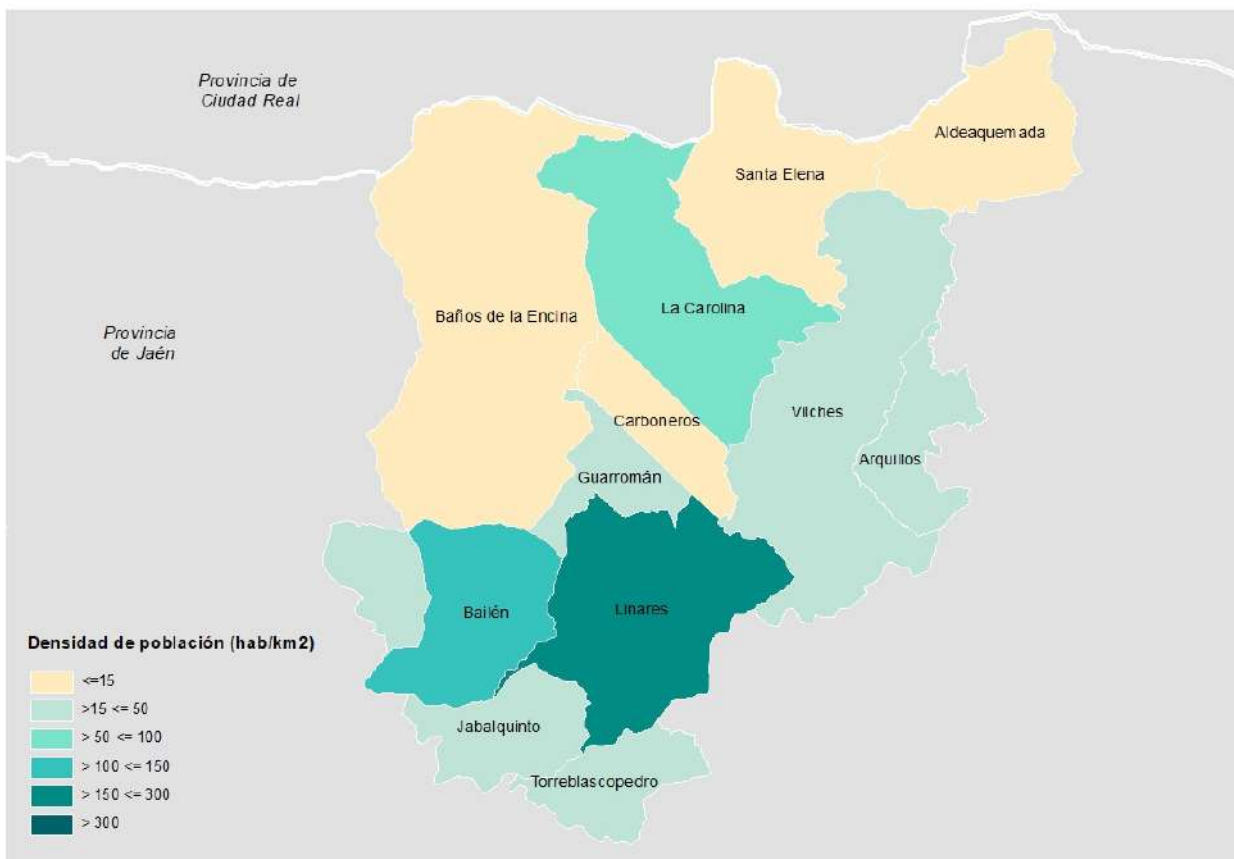 Provincia de
Ciudad Real
Aldeaquemada
Santa Elena
La Carolina
Baños de la Encina
Provincia
de Jaén
Vilches
Carboneros
Arquillos
Guarromán
Linares
Bailén
Densidad de población (hab/km2)
<=15
>15 <= 50
> 50 <= 100
> 100 <= 150
> 150 <= 300
> 300
Jabalquinto
Torreblascopedro